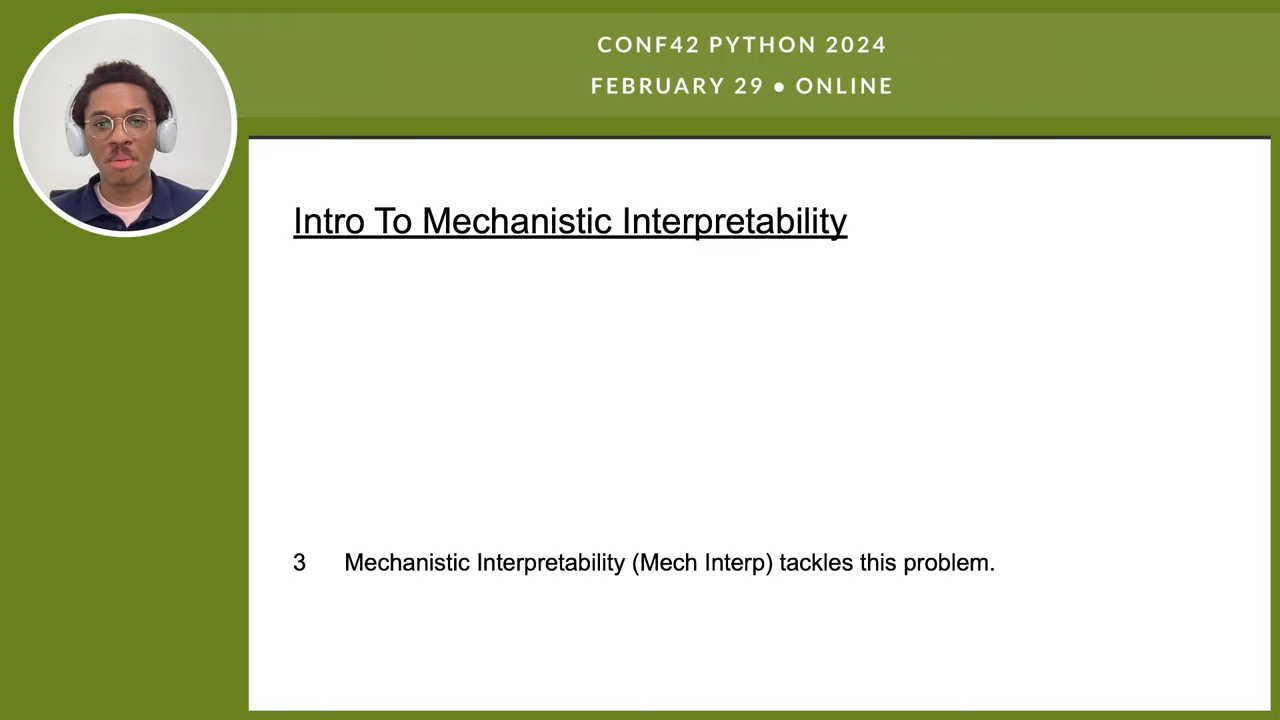 CONF42 PYTHON 2024
FEBRUARY 29 ● ONLINE
Intro To Mechanistic Interpretability
3 Mechanistic Interpretability (Mech Interp) tackles this problem.